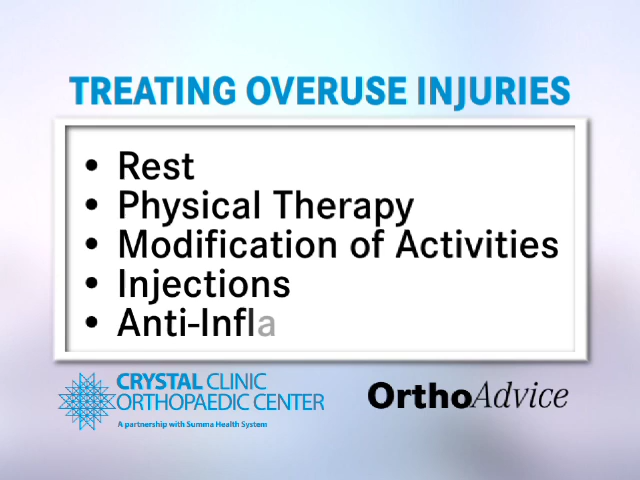 TREATING OVERUSE INJURIES
• Rest
• Physical Therapy
• Modification of Activities
• Injections
• Anti-Infla
CRYSTAL CLINIC
ORTHOPAEDIC CENTER
A partnership with Summa Health System
OrthoAdvice